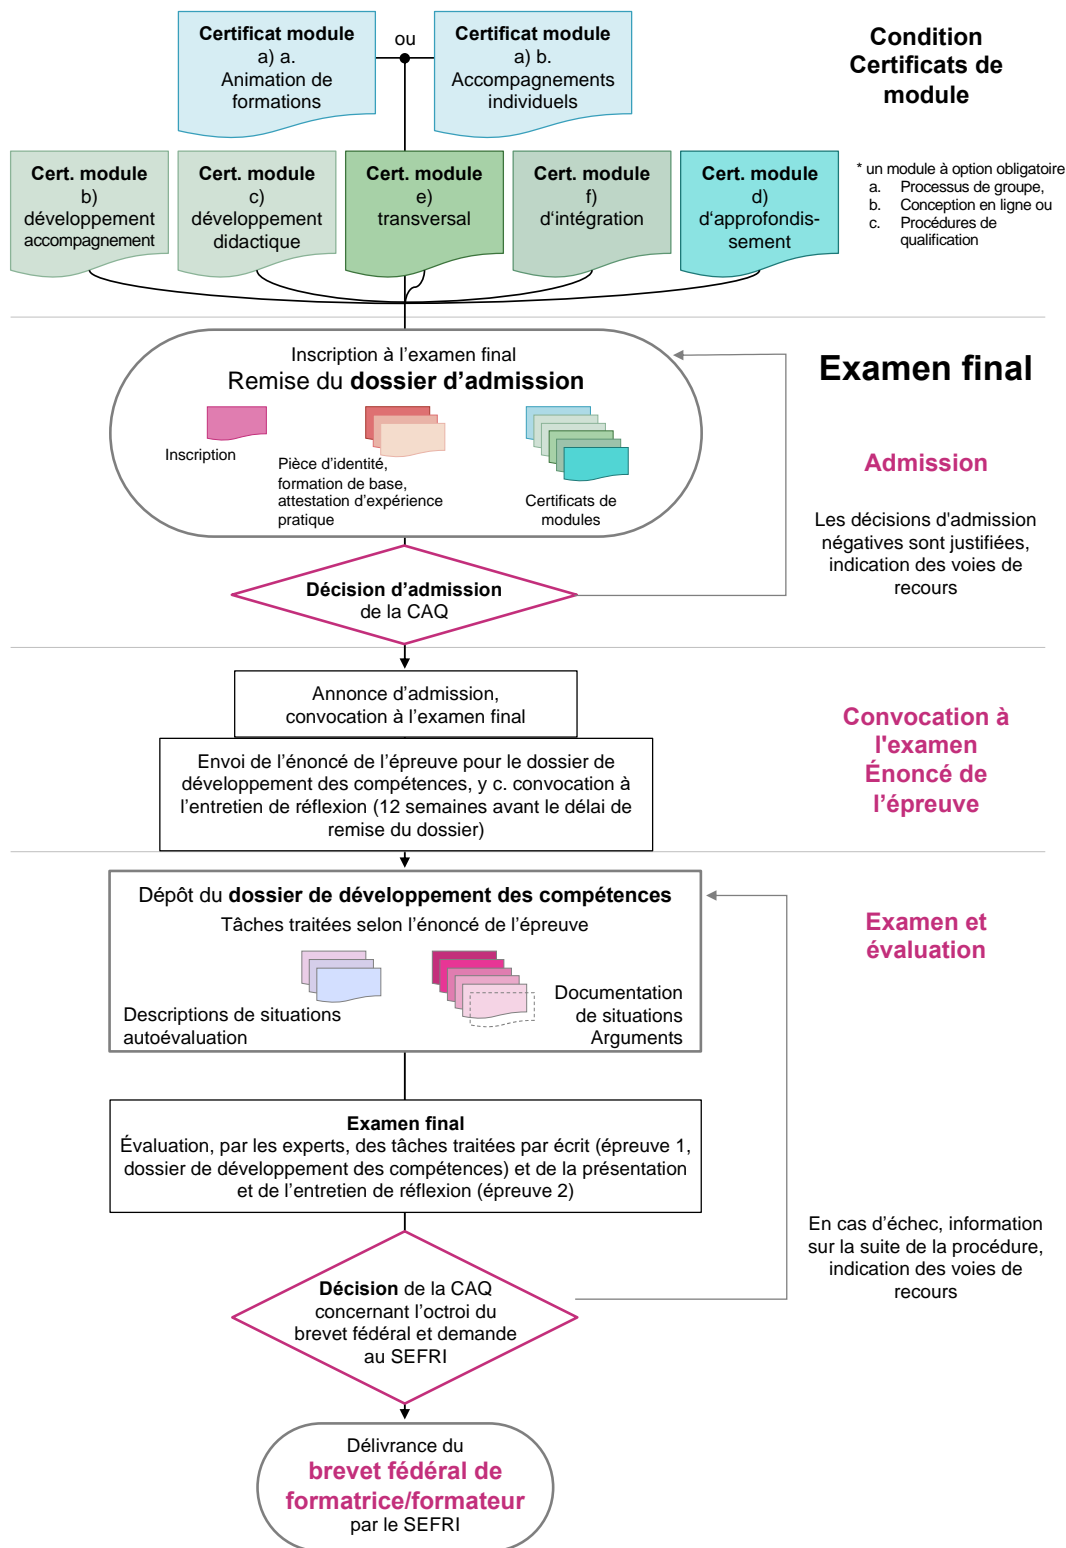 Certificat module
a) a.
Animation de
formations
ou
Certificat module
a) b.
Accompagnements
individuels
Condition
Certificats de
module
Cert. module
b)
développement
accompagnement
Cert. module
c)
développement
didactique
Cert. module
e)
transversal
Cert. module
f)
d‘intégration
Cert. module
d)
d‘approfondis-
sement
* un module à option obligatoire
a. Processus de groupe,
b. Conception en ligne ou
c. Procédures de
qualification
Inscription à l’examen final
Remise du dossier d’admission
Inscription
Pièce d’identité,
formation de base,
attestation d’expérience
pratique
Certificats de
modules
Examen final
Admission
Les décisions d'admission
négatives sont justifiées,
indication des voies de
recours
Décision d’admission
de la CAQ
Annonce d’admission,
convocation à l’examen final
Envoi de l’énoncé de l’épreuve pour le dossier de
développement des compétences, y c. convocation à
l’entretien de réflexion (12 semaines avant le délai de
remise du dossier)
Convocation à
l'examen
Énoncé de
l’épreuve
Dépôt du dossier de développement des compétences
Tâches traitées selon l’énoncé de l’épreuve
Descriptions de situations
autoévaluation
Documentation
de situations
Arguments
Examen et
évaluation
Examen final
Évaluation, par les experts, des tâches traitées par écrit (épreuve 1,
dossier de développement des compétences) et de la présentation
et de l’entretien de réflexion (épreuve 2)
En cas d’échec, information
sur la suite de la procédure,
indication des voies de
recours
Décision de la CAQ
concernant l’octroi du
brevet fédéral et demande
au SEFRI
Délivrance du
brevet fédéral de
formatrice/formateur
par le SEFRI